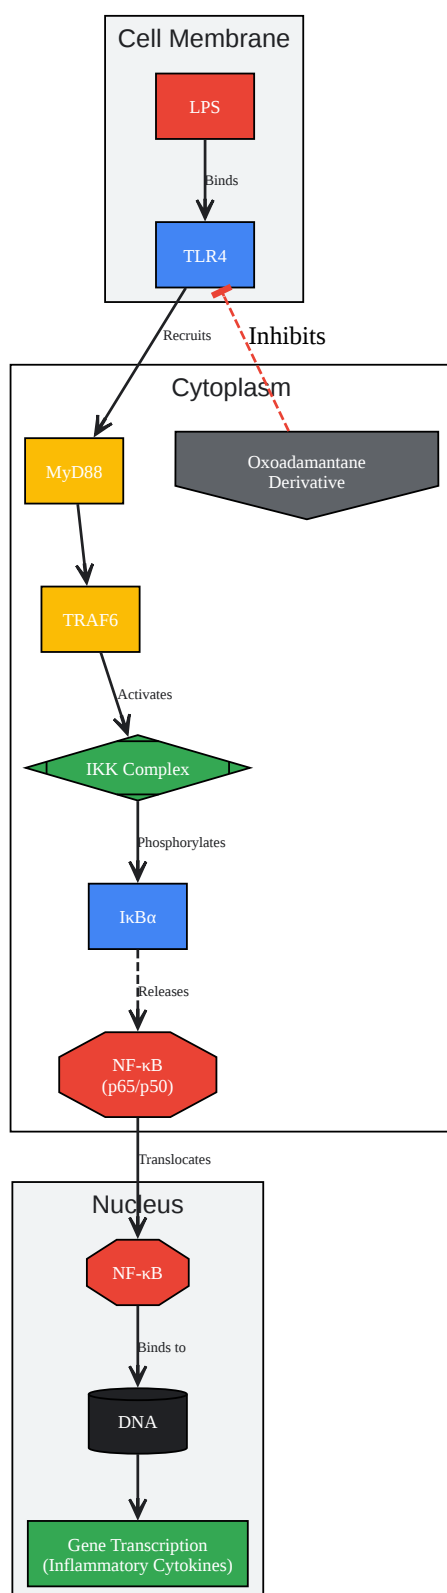 Cell Membrane
LPS
Binds
TLR4
Recruits
Inhibits
Cytoplasm
MyD88
Oxoadamantane
Derivative
TRAF6
Activates
IKK Complex
Phosphorylates
IκBα
Releases
NF-κB
(p65/p50)
Translocates
Nucleus
NF-κB
Binds to
DNA
Gene Transcription
(Inflammatory Cytokines)